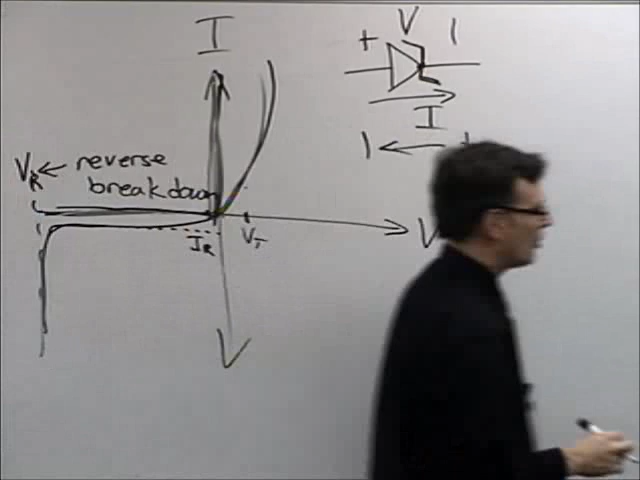 I
+ V -
I
- +
V_R ← reverse
breakdown
I_R
V_T
V